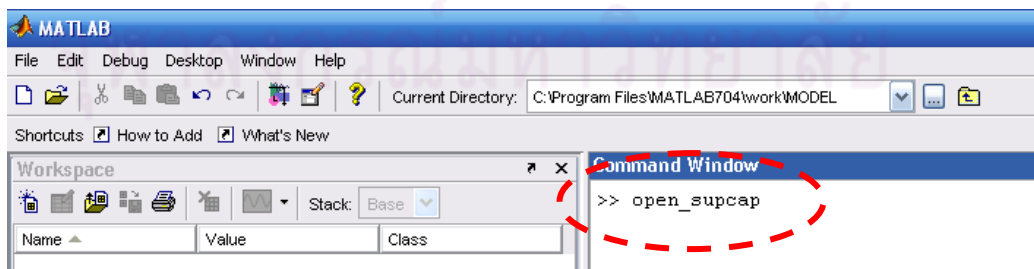 MATLAB
File Edit Debug Desktop Window Help
Current Directory: C:\Program Files\MATLAB704\work\MODEL
Shortcuts How to Add What's New
Workspace
Stack: Base
Name Value Class
Command Window
>> open_supcap